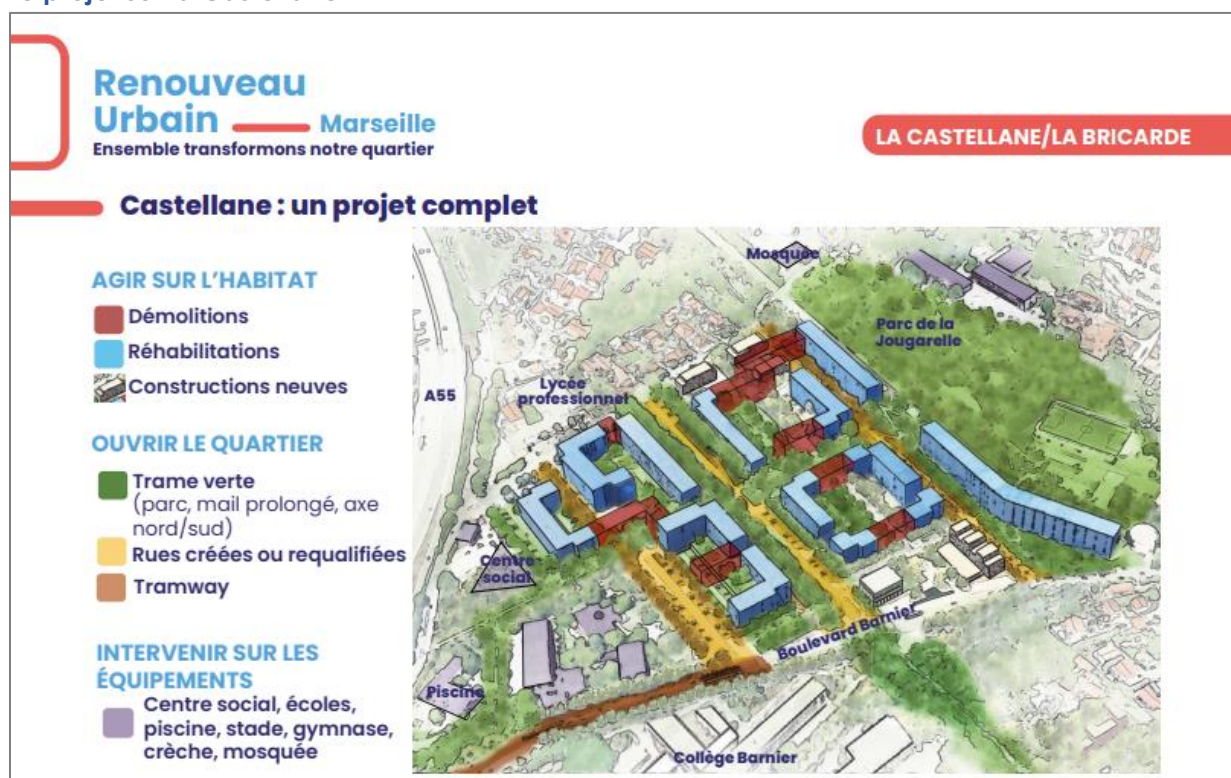 Renouveau
Urbain Marseille
Ensemble transformons notre quartier
LA CASTELLANE/LA BRICARDE
Castellane : un projet complet
AGIR SUR L’HABITAT
Démolitions
Réhabilitations
Constructions neuves
OUVRIR LE QUARTIER
Trame verte
(parc, mail prolongé, axe
nord/sud)
Rues créées ou requalifiées
Tramway
INTERVENIR SUR LES
ÉQUIPEMENTS
Centre social, écoles,
piscine, stade, gymnase,
crèche, mosquée
Mosquée
Parc de la
Jougarelle
A55
Lycée
professionnel
Centre
social
Boulevard Barnier
Piscine
Collège Barnier